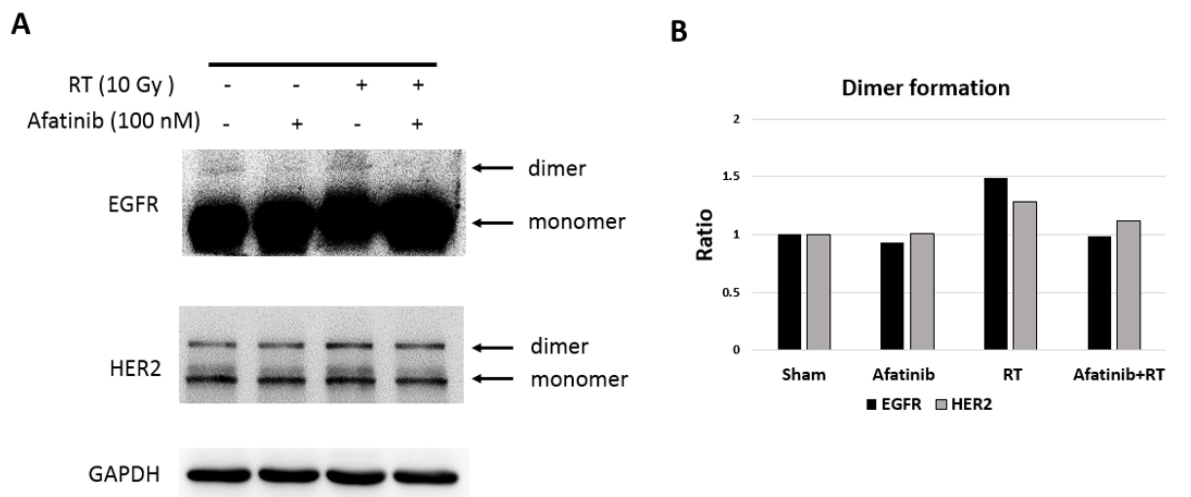 A
RT (10 Gy )
- - + +
Afatinib (100 nM)
- + - +
EGFR
dimer
monomer
HER2
dimer
monomer
GAPDH
B
Dimer formation
Ratio
2
1.5
1
0.5
0
Sham Afatinib RT Afatinib+RT
EGFR HER2